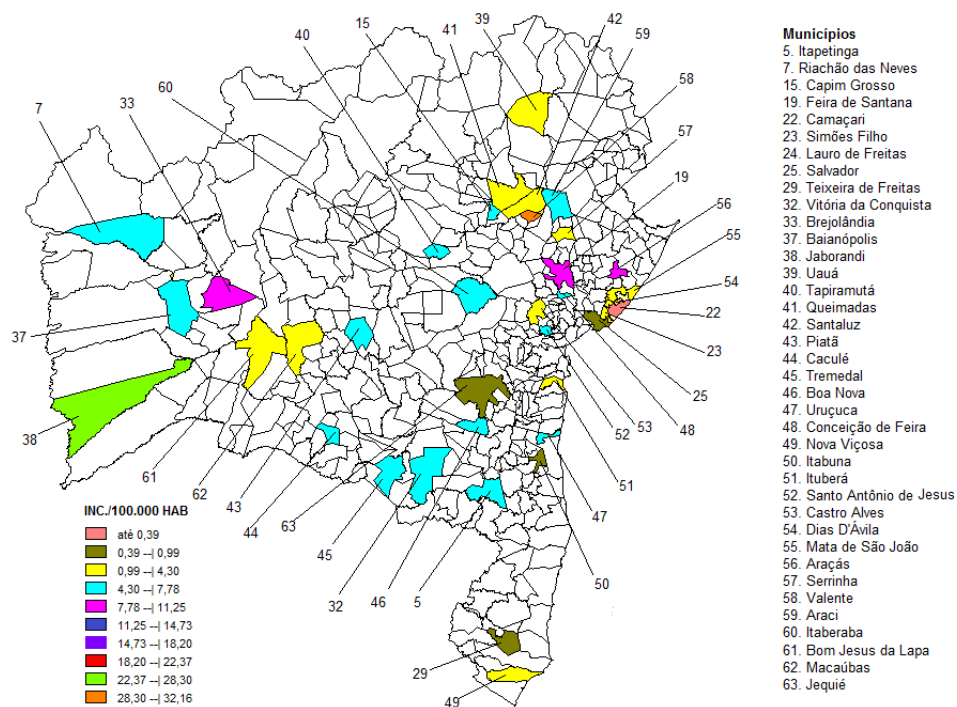 15
39
42
59
40
41
60
58
33
57
7
19
56
55
54
22
37
23
25
38
48
53
52
61
51
62
43
47
44
63
45
50
32
46
5
29
49
INC./100.000 HAB
até 0,39
0,39 --| 0,99
0,99 --| 4,30
4,30 --| 7,78
7,78 --| 11,25
11,25 --| 14,73
14,73 --| 18,20
18,20 --| 22,37
22,37 --| 28,30
28,30 --| 32,16
Municípios
5. Itapetinga
7. Riachão das Neves
15. Capim Grosso
19. Feira de Santana
22. Camaçari
23. Simões Filho
24. Lauro de Freitas
25. Salvador
29. Teixeira de Freitas
32. Vitória da Conquista
33. Brejolândia
37. Baianópolis
38. Jaborandi
39. Uauá
40. Tapiramutá
41. Queimadas
42. Santaluz
43. Piatã
44. Caculé
45. Tremedal
46. Boa Nova
47. Uruçuca
48. Conceição de Feira
49. Nova Viçosa
50. Itabuna
51. Ituberá
52. Santo Antônio de Jesus
53. Castro Alves
54. Dias D'Ávila
55. Mata de São João
56. Araçás
57. Serrinha
58. Valente
59. Araci
60. Itaberaba
61. Bom Jesus da Lapa
62. Macaúbas
63. Jequié